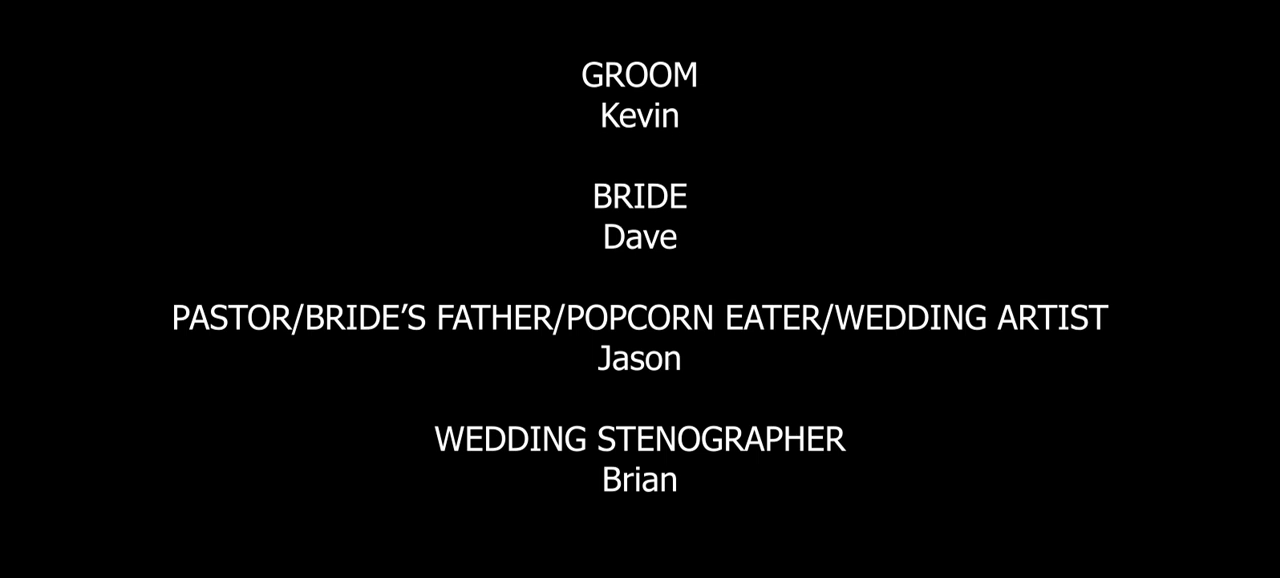 GROOM
Kevin
BRIDE
Dave
PASTOR/BRIDE’S FATHER/POPCORN EATER/WEDDING ARTIST
Jason
WEDDING STENOGRAPHER
Brian